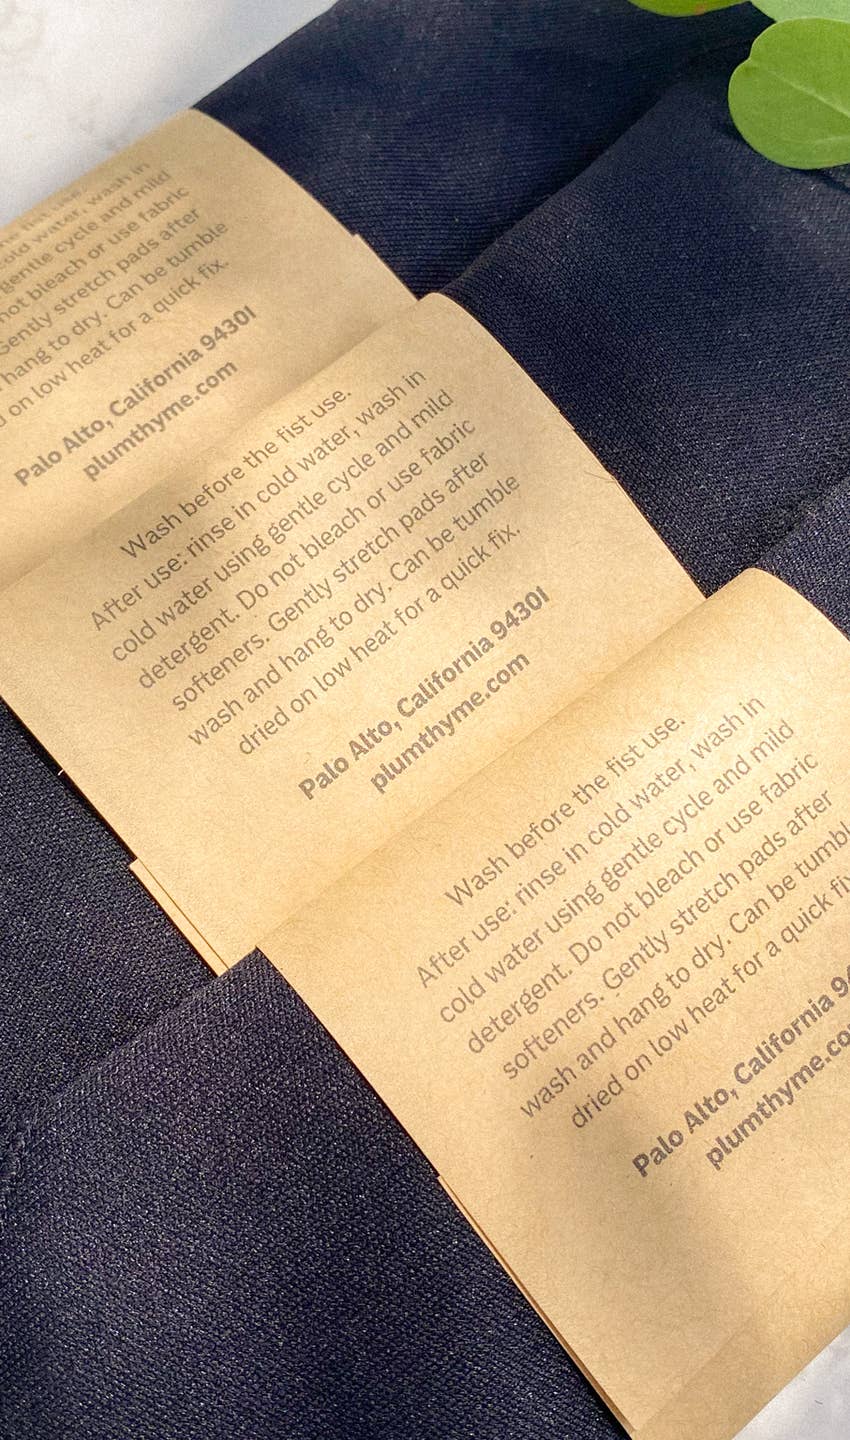 cold water, wash in
gentle cycle and mild
not bleach or use fabric
Gently stretch pads after
hang to dry. Can be tumble
on low heat for a quick fix.
Palo Alto, California 94301
plumthyme.com
Wash before the fist use.
After use: rinse in cold water, wash in
cold water using gentle cycle and mild
detergent. Do not bleach or use fabric
softeners. Gently stretch pads after
wash and hang to dry. Can be tumble
dried on low heat for a quick fix.
Palo Alto, California 94301
plumthyme.com
Wash before the fist use.
After use: rinse in cold water, wash in
cold water using gentle cycle and mild
detergent. Do not bleach or use fabric
softeners. Gently stretch pads after
wash and hang to dry. Can be tumbl
dried on low heat for a quick fix
Palo Alto, California 94
plumthyme.co